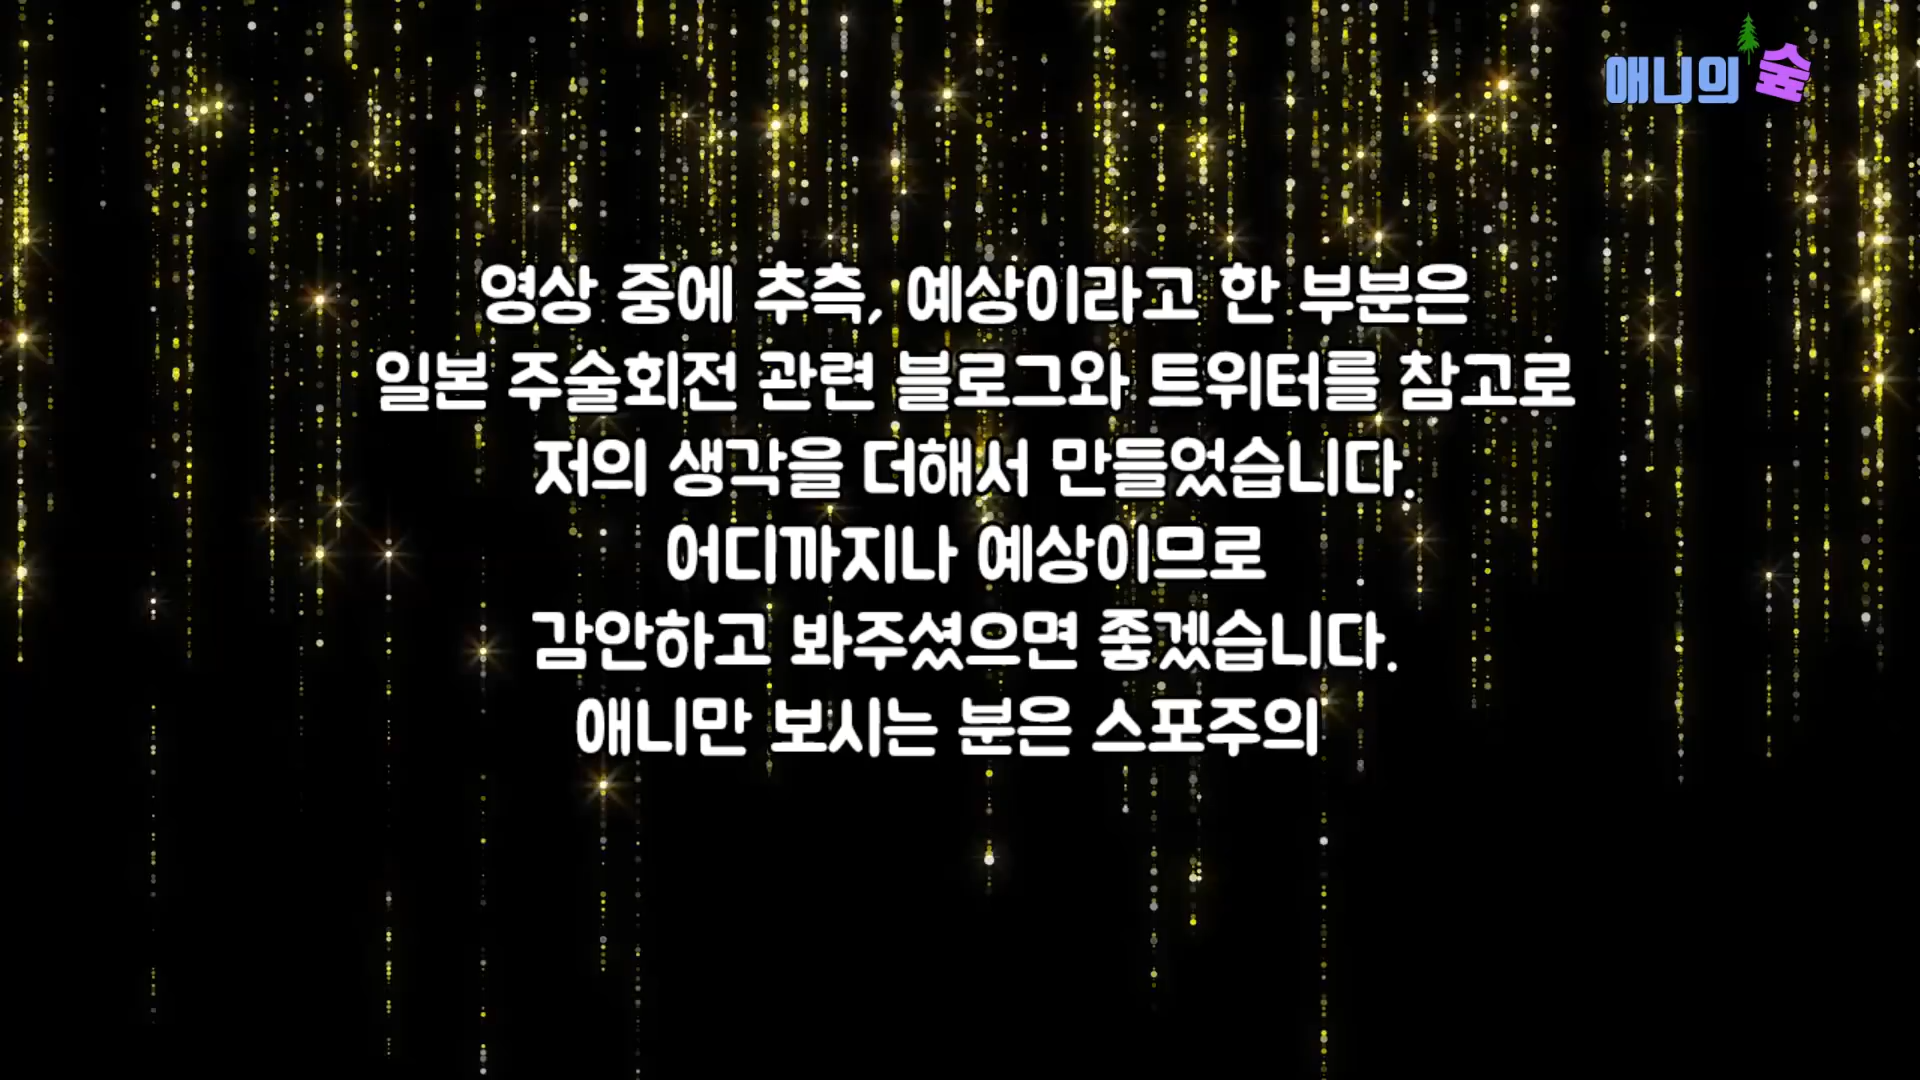 애니의 숲
영상 중에 추측, 예상이라고 한 부분은
일본 주술회전 관련 블로그와 트위터를 참고로
저의 생각을 더해서 만들었습니다.
어디까지나 예상이므로
감안하고 봐주셨으면 좋겠습니다.
애니만 보시는 분은 스포주의